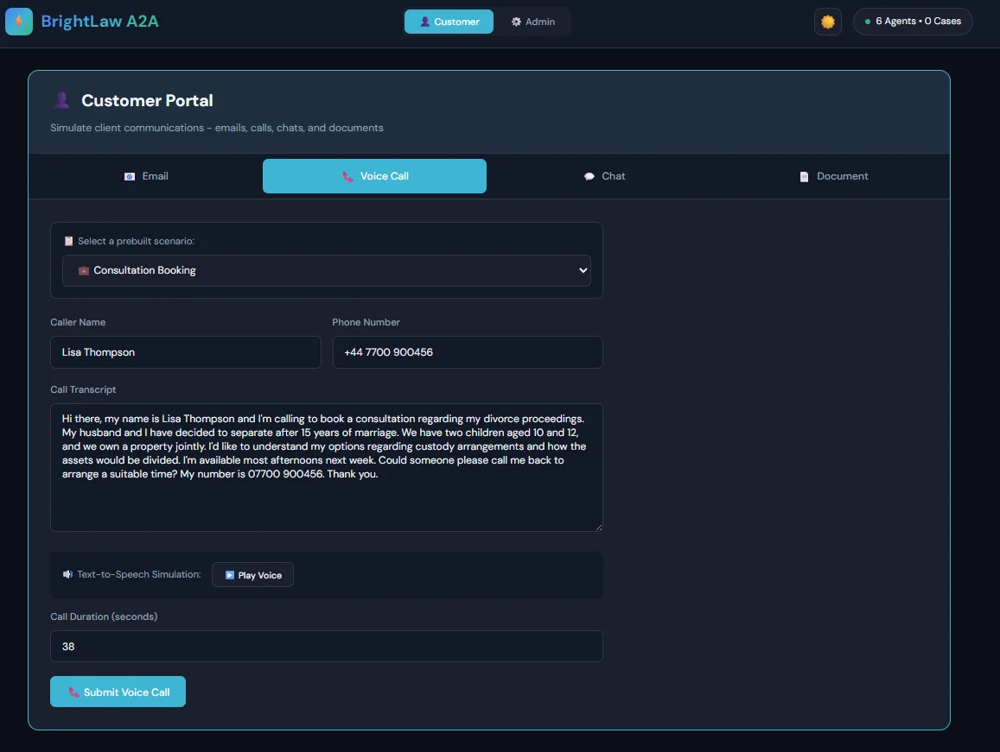 BrightLaw A2A
Customer
Admin
6 Agents • 0 Cases
Customer Portal
Simulate client communications - emails, calls, chats, and documents
Email
Voice Call
Chat
Document
Select a prebuilt scenario:
Consultation Booking
Caller Name
Phone Number
Lisa Thompson
+44 7700 900456
Call Transcript
Hi there, my name is Lisa Thompson and I'm calling to book a consultation regarding my divorce proceedings.
My husband and I have decided to separate after 15 years of marriage. We have two children aged 10 and 12,
and we own a property jointly. I'd like to understand my options regarding custody arrangements and how the
assets would be divided. I'm available most afternoons next week. Could someone please call me back to
arrange a suitable time? My number is 07700 900456. Thank you.
Text-to-Speech Simulation:
Play Voice
Call Duration (seconds)
38
Submit Voice Call